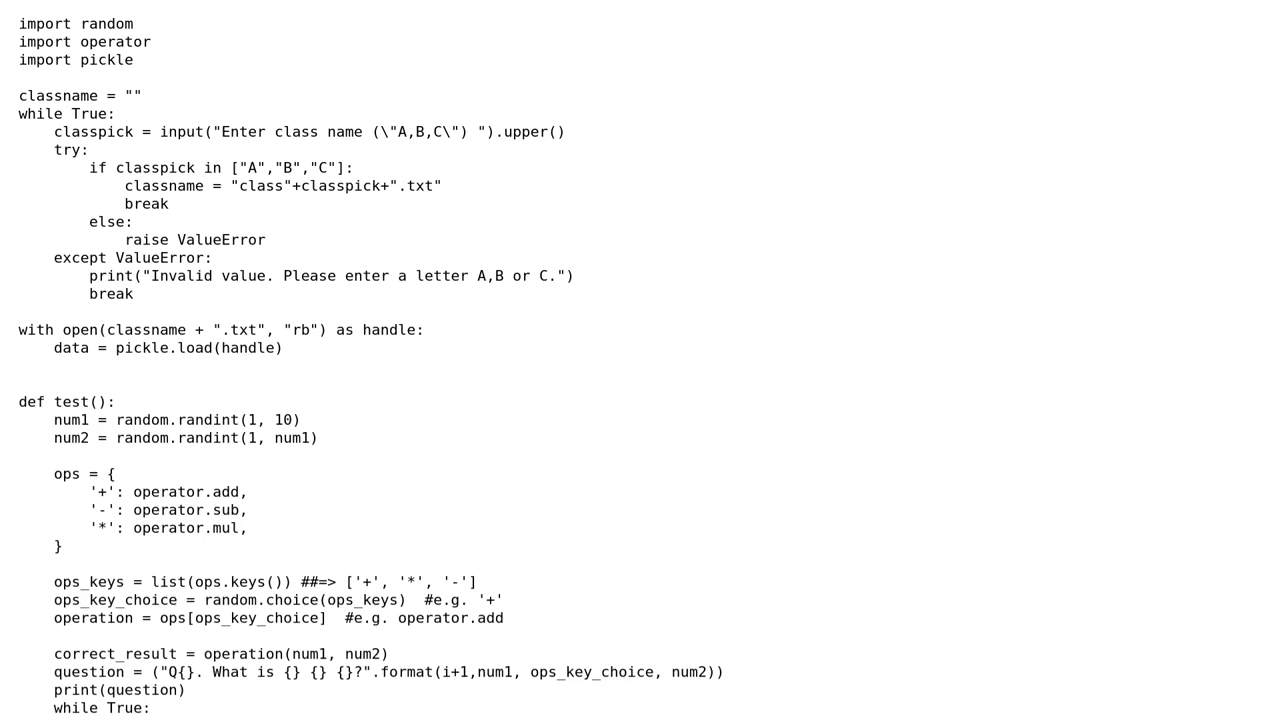 import random
import operator
import pickle

classname = ""
while True:
    classpick = input("Enter class name (\"A,B,C\") ").upper()
    try:
        if classpick in ["A","B","C"]:
            classname = "class"+classpick+".txt"
            break
        else:
            raise ValueError
    except ValueError:
        print("Invalid value. Please enter a letter A,B or C.")
        break

with open(classname + ".txt", "rb") as handle:
    data = pickle.load(handle)


def test():
    num1 = random.randint(1, 10)
    num2 = random.randint(1, num1)

    ops = {
        '+': operator.add,
        '-': operator.sub,
        '*': operator.mul,
    }

    ops_keys = list(ops.keys()) ##=> ['+', '*', '-']
    ops_key_choice = random.choice(ops_keys)  #e.g. '+'
    operation = ops[ops_key_choice]  #e.g. operator.add

    correct_result = operation(num1, num2)
    question = ("Q{}. What is {} {} {}?".format(i+1,num1, ops_key_choice, num2))
    print(question)
    while True: